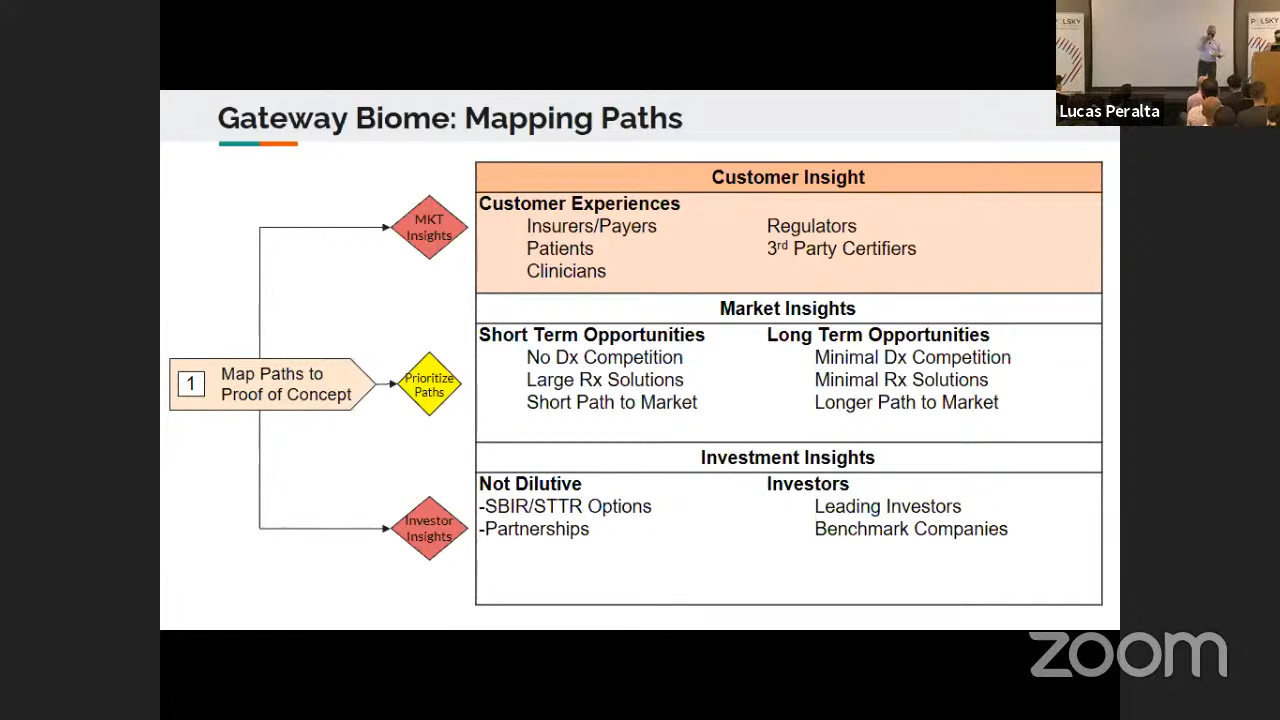 POLSKY
POLSKY
Lucas Peralta
Gateway Biome: Mapping Paths
MKT
Insights
1
Map Paths to
Proof of Concept
Prioritize
Paths
Investor
Insights
Customer Insight
Customer Experiences
Insurers/Payers
Regulators
Patients
3rd Party Certifiers
Clinicians
Market Insights
Short Term Opportunities
Long Term Opportunities
No Dx Competition
Minimal Dx Competition
Large Rx Solutions
Minimal Rx Solutions
Short Path to Market
Longer Path to Market
Investment Insights
Not Dilutive
Investors
-SBIR/STTR Options
Leading Investors
-Partnerships
Benchmark Companies
zoom